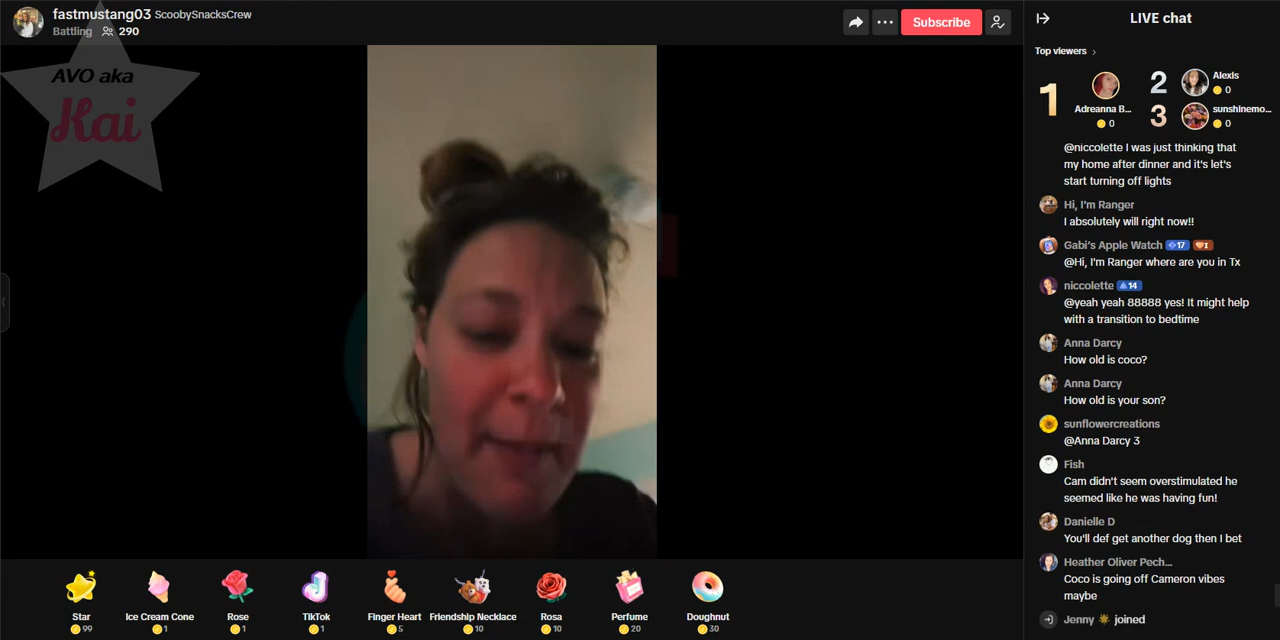 fastmustang03 ScoobySnacksCrew
Battling 290
Subscribe
AVO aka
Kai
LIVE chat
Top viewers
1
Adreanna B...
0
2
Alexis
0
3
sunshinemo...
0
@niccolette I was just thinking that
my home after dinner and it's let's
start turning off lights
Hi, I'm Ranger
I absolutely will right now!!
Gabi's Apple Watch 17 I
@Hi, I'm Ranger where are you in Tx
niccolette 14
@yeah yeah 88888 yes! It might help
with a transition to bedtime
Anna Darcy
How old is coco?
Anna Darcy
How old is your son?
sunflowercreations
@Anna Darcy 3
Fish
Cam didn't seem overstimulated he
seemed like he was having fun!
Danielle D
You'll def get another dog then I bet
Heather Oliver Pech...
Coco is going off Cameron vibes
maybe
Jenny joined
Star
99
Ice Cream Cone
1
Rose
1
TikTok
1
Finger Heart
5
Friendship Necklace
10
Rosa
10
Perfume
20
Doughnut
30